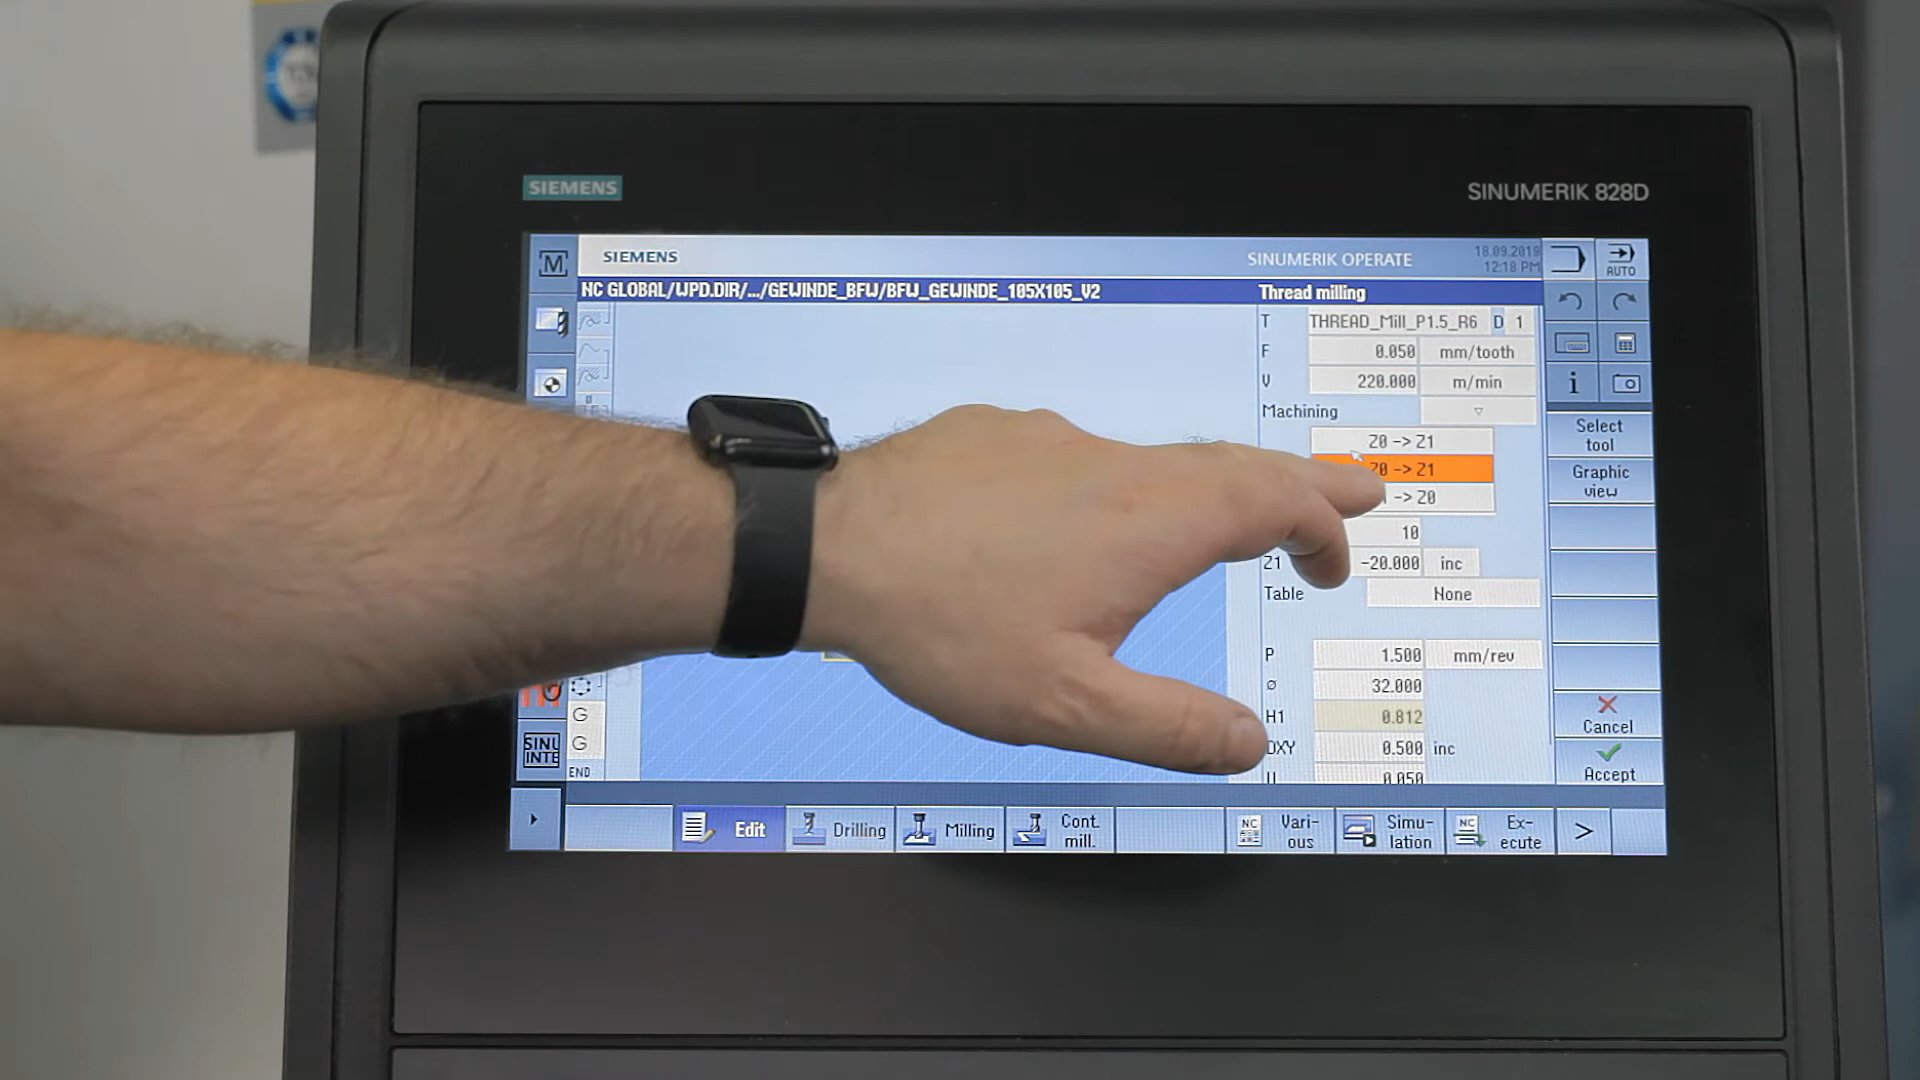 SIEMENS
SINUMERIK 828D
SIEMENS
SINUMERIK OPERATE
18.09.2019
12:18 PM
M
AUTO
NC GLOBAL/WPD.DIR/.../GEWINDE_BFW/BFW_GEWINDE_105X105_V2
Thread milling
T THREAD_Mill_P1.5_R6 D 1
F 0.050 mm/tooth
V 220.000 m/min
Machining
Z0 -> Z1
Z0 -> Z1
-> Z0
10
Z1 -20.000 inc
Table None
P 1.500 mm/rev
ø 32.000
H1 0.812
DXY 0.500 inc
U 0.050
i
Select
tool
Graphic
view
Cancel
Accept
G
G
END
SINU
INTE
Edit
Drilling
Milling
Cont.
mill.
NC
Vari-
ous
Simu-
lation
NC
Ex-
ecute
>